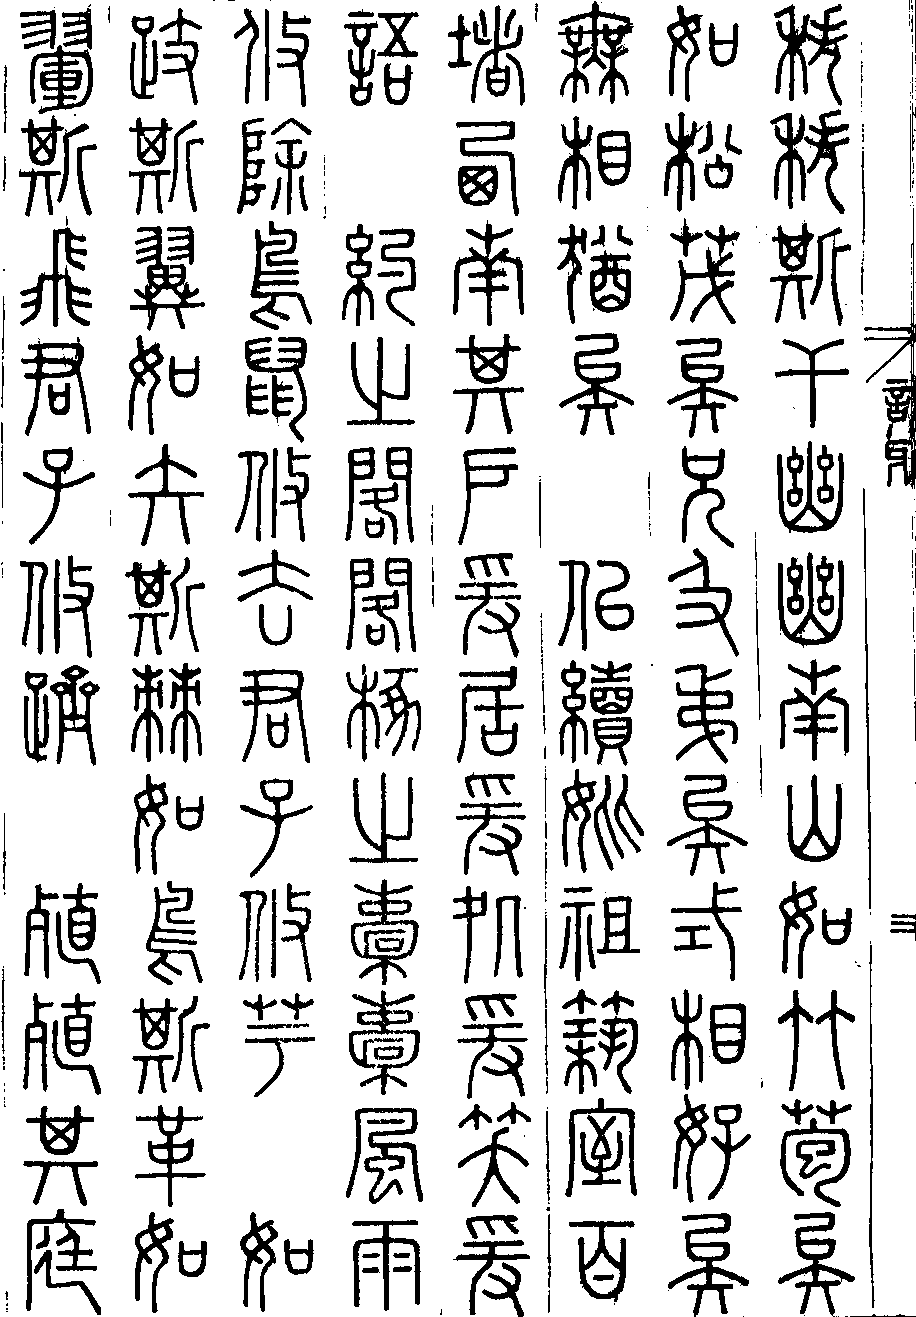 秩秩斯干幽幽南山如竹苞矣
如松茂矣兄及弟矣式相好矣
無相猶矣 似續妣祖築室百
堵西南其戶爰居爰処爰笑爰
語 約之閣閣椓之橐橐風雨
攸除鳥鼠攸去君子攸芋 如
跂斯翼如矢斯棘如鳥斯革如
翬斯飛君子攸躋 殖殖其庭